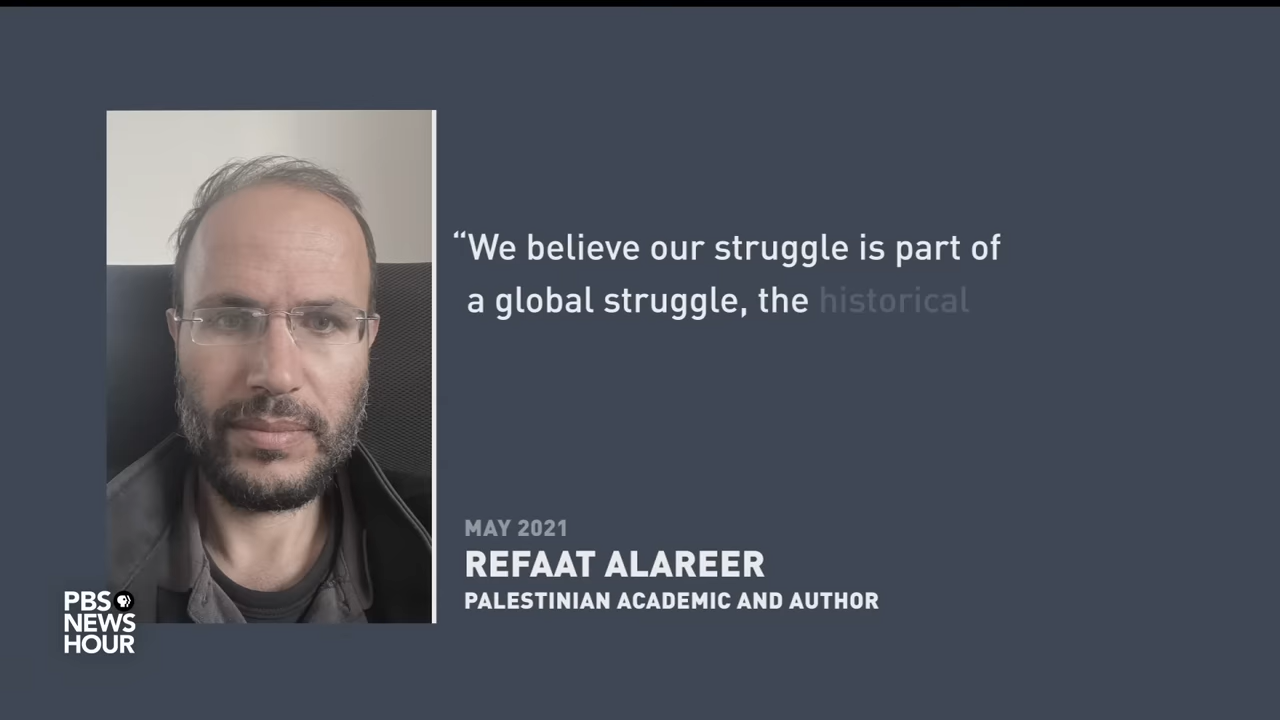 “We believe our struggle is part of
a global struggle, the historical
MAY 2021
REFAAT ALAREER
PALESTINIAN ACADEMIC AND AUTHOR
PBS
NEWS
HOUR